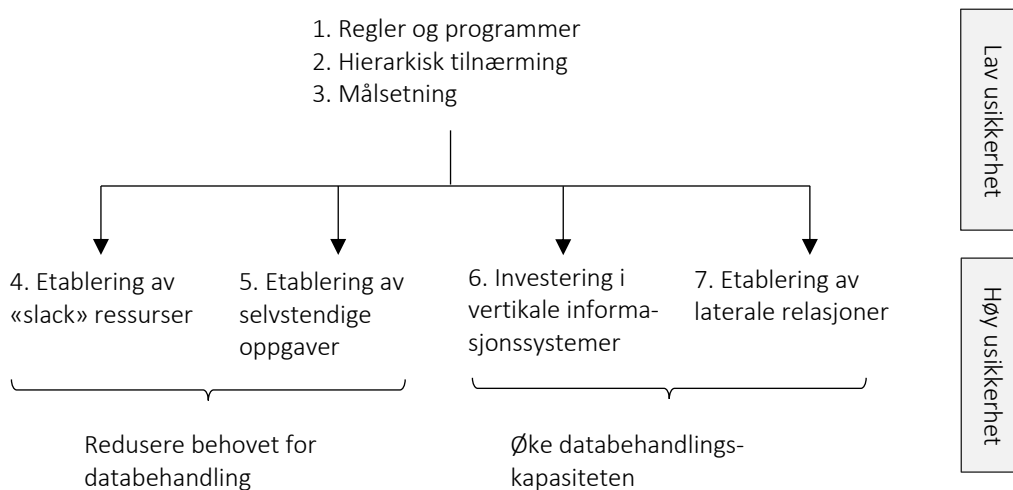 1. Regler og programmer
2. Hierarkisk tilnærming
3. Målsetning
Lav usikkerhet
4. Etablering av
«slack» ressurser
5. Etablering av
selvstendige
oppgaver
6. Investering i
vertikale informa-
sjonssystemer
7. Etablering av
laterale relasjoner
Høy usikkerhet
Redusere behovet for
databehandling
Øke databehandlings-
kapasiteten